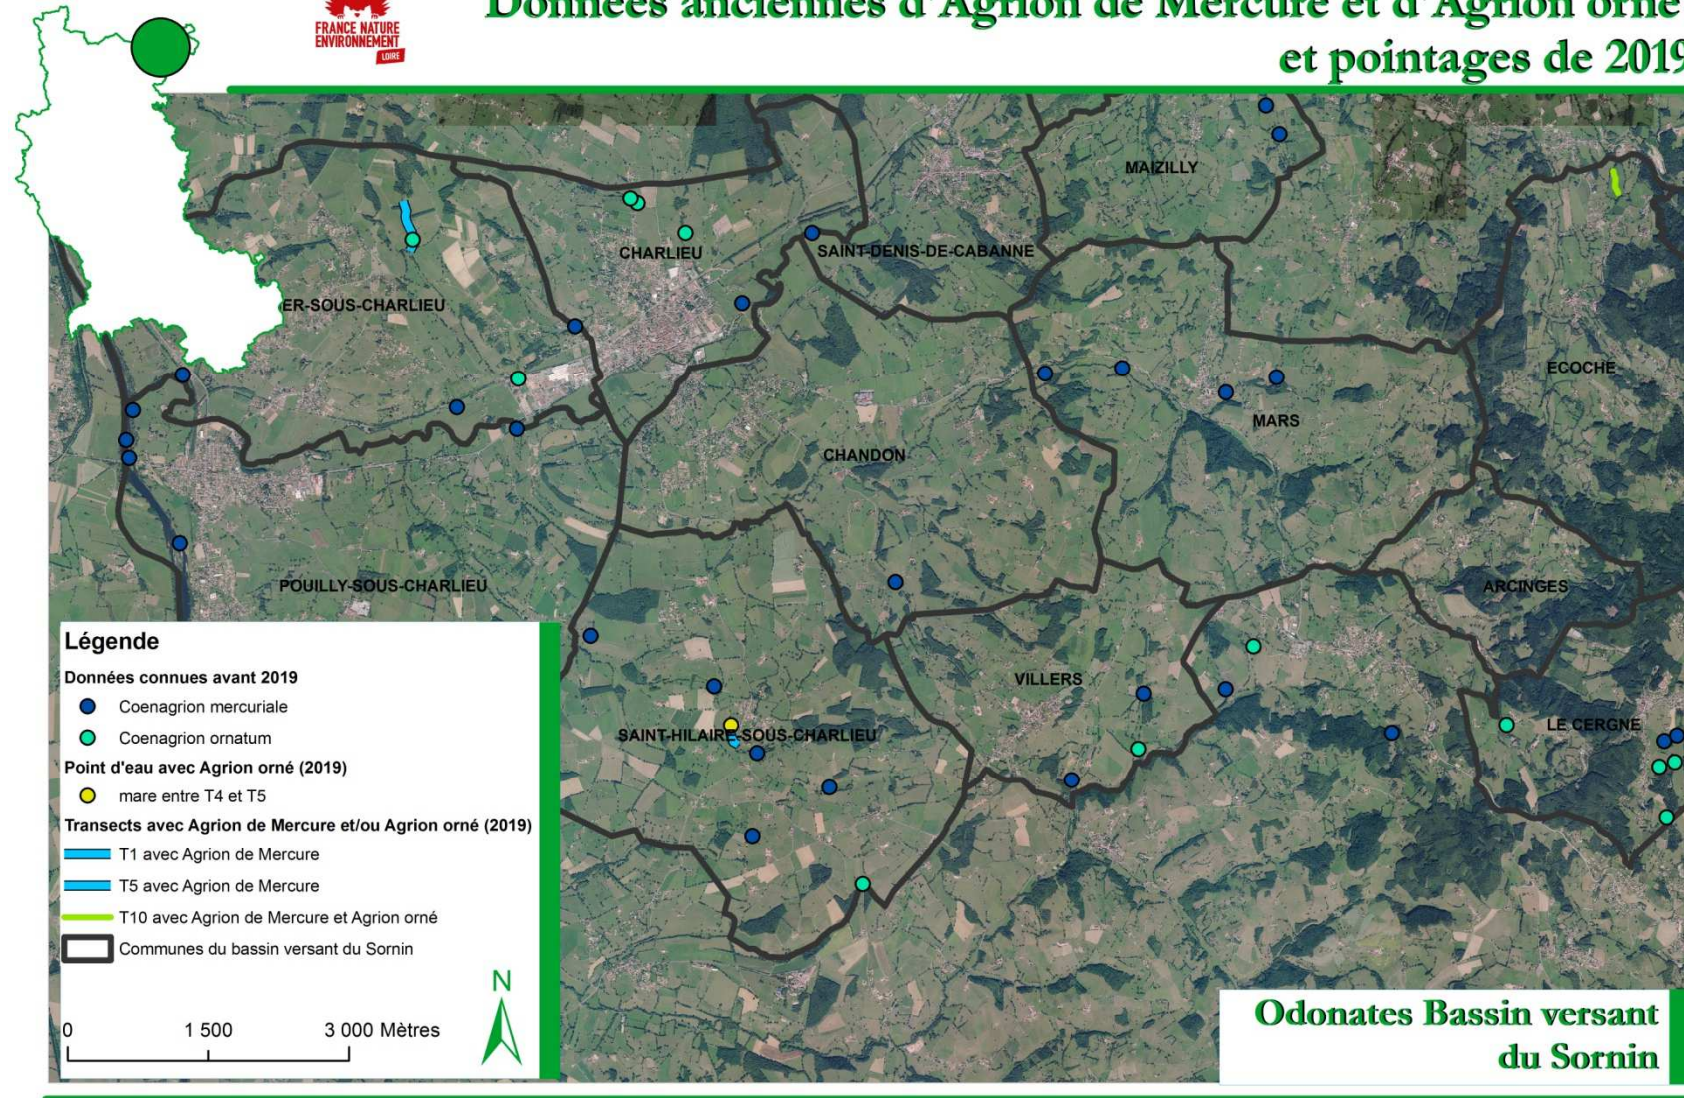 Données anciennes d'Agrion de Mercure et d'Agrion orné
et pointages de 2019
FRANCE NATURE
ENVIRONNEMENT
LOIRE
MAIZILLY
CHARLIEU
SAINT-DENIS-DE-CABANNE
ER-SOUS-CHARLIEU
ECOCHE
MARS
CHANDON
POUILLY-SOUS-CHARLIEU
ARCINGES
VILLERS
SAINT-HILAIRE-SOUS-CHARLIEU
LE CERGNE
Légende
Données connues avant 2019
Coenagrion mercuriale
Coenagrion ornatum
Point d'eau avec Agrion orné (2019)
mare entre T4 et T5
Transects avec Agrion de Mercure et/ou Agrion orné (2019)
T1 avec Agrion de Mercure
T5 avec Agrion de Mercure
T10 avec Agrion de Mercure et Agrion orné
Communes du bassin versant du Sornin
N
0 1 500 3 000 Mètres
Odonates Bassin versant
du Sornin